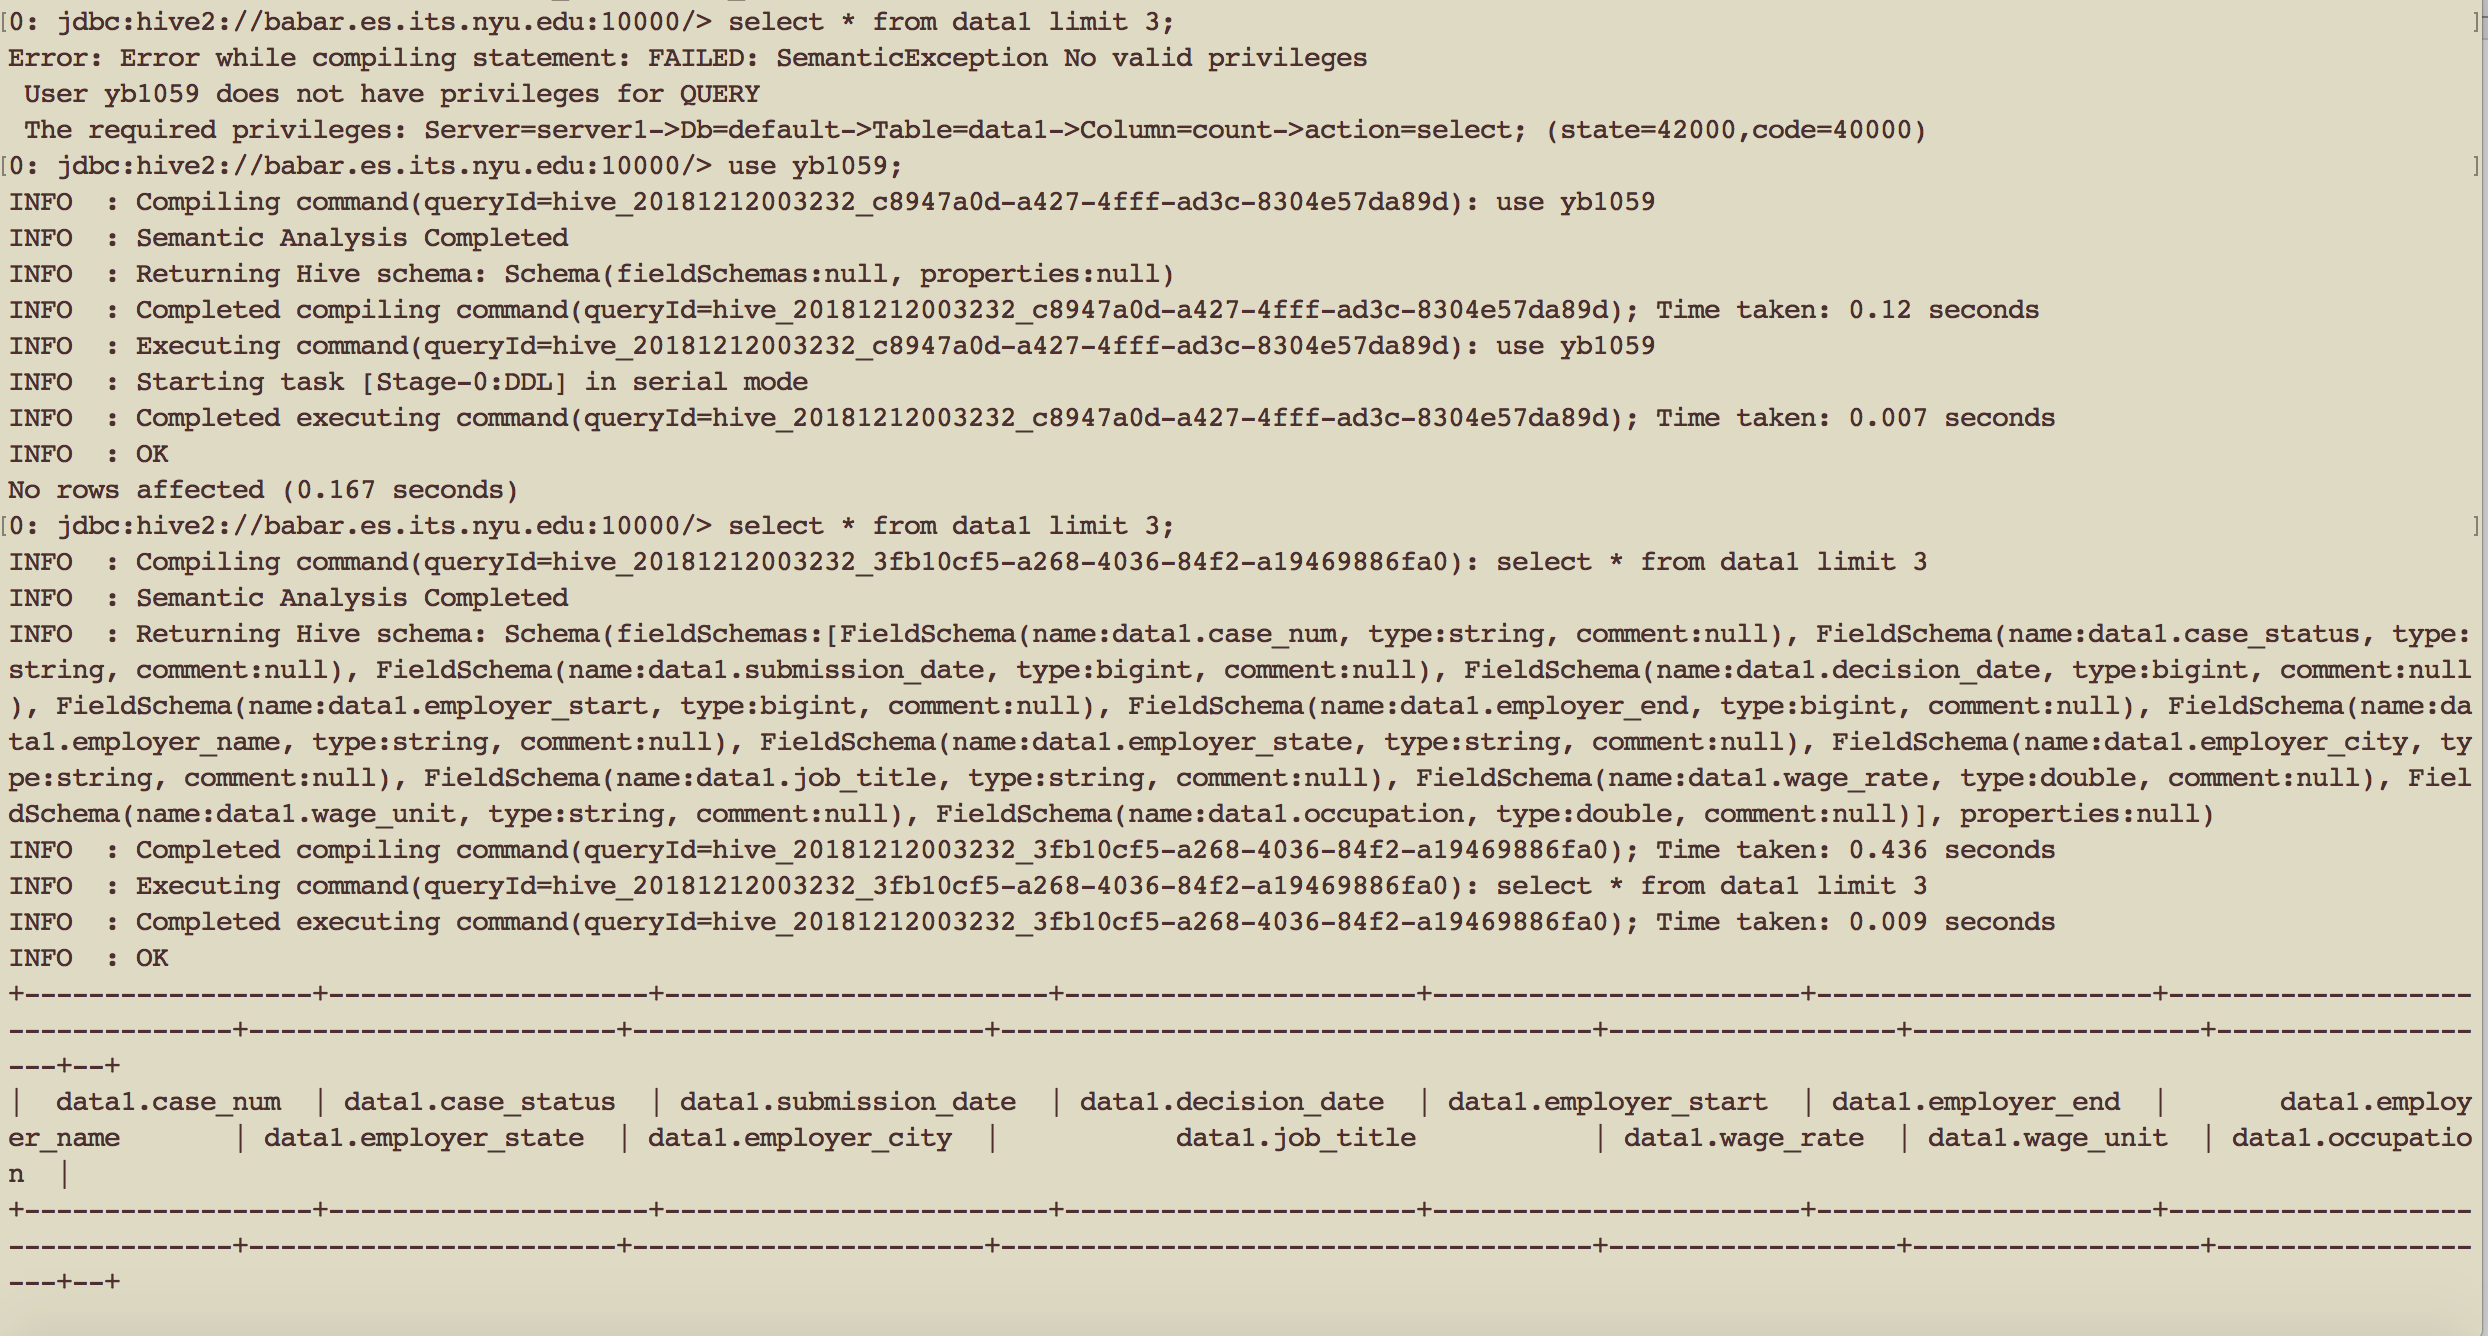 [0: jdbc:hive2://babar.es.its.nyu.edu:10000/> select * from data1 limit 3; ]
Error: Error while compiling statement: FAILED: SemanticException No valid privileges
 User yb1059 does not have privileges for QUERY
 The required privileges: Server=server1->Db=default->Table=data1->Column=count->action=select; (state=42000,code=40000)
[0: jdbc:hive2://babar.es.its.nyu.edu:10000/> use yb1059; ]
INFO  : Compiling command(queryId=hive_20181212003232_c8947a0d-a427-4fff-ad3c-8304e57da89d): use yb1059
INFO  : Semantic Analysis Completed
INFO  : Returning Hive schema: Schema(fieldSchemas:null, properties:null)
INFO  : Completed compiling command(queryId=hive_20181212003232_c8947a0d-a427-4fff-ad3c-8304e57da89d); Time taken: 0.12 seconds
INFO  : Executing command(queryId=hive_20181212003232_c8947a0d-a427-4fff-ad3c-8304e57da89d): use yb1059
INFO  : Starting task [Stage-0:DDL] in serial mode
INFO  : Completed executing command(queryId=hive_20181212003232_c8947a0d-a427-4fff-ad3c-8304e57da89d); Time taken: 0.007 seconds
INFO  : OK
No rows affected (0.167 seconds)
[0: jdbc:hive2://babar.es.its.nyu.edu:10000/> select * from data1 limit 3; ]
INFO  : Compiling command(queryId=hive_20181212003232_3fb10cf5-a268-4036-84f2-a19469886fa0): select * from data1 limit 3
INFO  : Semantic Analysis Completed
INFO  : Returning Hive schema: Schema(fieldSchemas:[FieldSchema(name:data1.case_num, type:string, comment:null), FieldSchema(name:data1.case_status, type:
string, comment:null), FieldSchema(name:data1.submission_date, type:bigint, comment:null), FieldSchema(name:data1.decision_date, type:bigint, comment:null
), FieldSchema(name:data1.employer_start, type:bigint, comment:null), FieldSchema(name:data1.employer_end, type:bigint, comment:null), FieldSchema(name:da
ta1.employer_name, type:string, comment:null), FieldSchema(name:data1.employer_state, type:string, comment:null), FieldSchema(name:data1.employer_city, ty
pe:string, comment:null), FieldSchema(name:data1.job_title, type:string, comment:null), FieldSchema(name:data1.wage_rate, type:double, comment:null), Fiel
dSchema(name:data1.wage_unit, type:string, comment:null), FieldSchema(name:data1.occupation, type:double, comment:null)], properties:null)
INFO  : Completed compiling command(queryId=hive_20181212003232_3fb10cf5-a268-4036-84f2-a19469886fa0); Time taken: 0.436 seconds
INFO  : Executing command(queryId=hive_20181212003232_3fb10cf5-a268-4036-84f2-a19469886fa0): select * from data1 limit 3
INFO  : Completed executing command(queryId=hive_20181212003232_3fb10cf5-a268-4036-84f2-a19469886fa0); Time taken: 0.009 seconds
INFO  : OK
+------------------+--------------------+------------------------+----------------------+-----------------------+---------------------+-------------------
--------------+-----------------------+----------------------+-------------------------------------+------------------+------------------+----------------
---+--+
|  data1.case_num  | data1.case_status  | data1.submission_date  | data1.decision_date  | data1.employer_start  | data1.employer_end  |       data1.employ
er_name       | data1.employer_state  | data1.employer_city  |           data1.job_title           | data1.wage_rate  | data1.wage_unit  | data1.occupatio
n  |
+------------------+--------------------+------------------------+----------------------+-----------------------+---------------------+-------------------
--------------+-----------------------+----------------------+-------------------------------------+------------------+------------------+----------------
---+--+